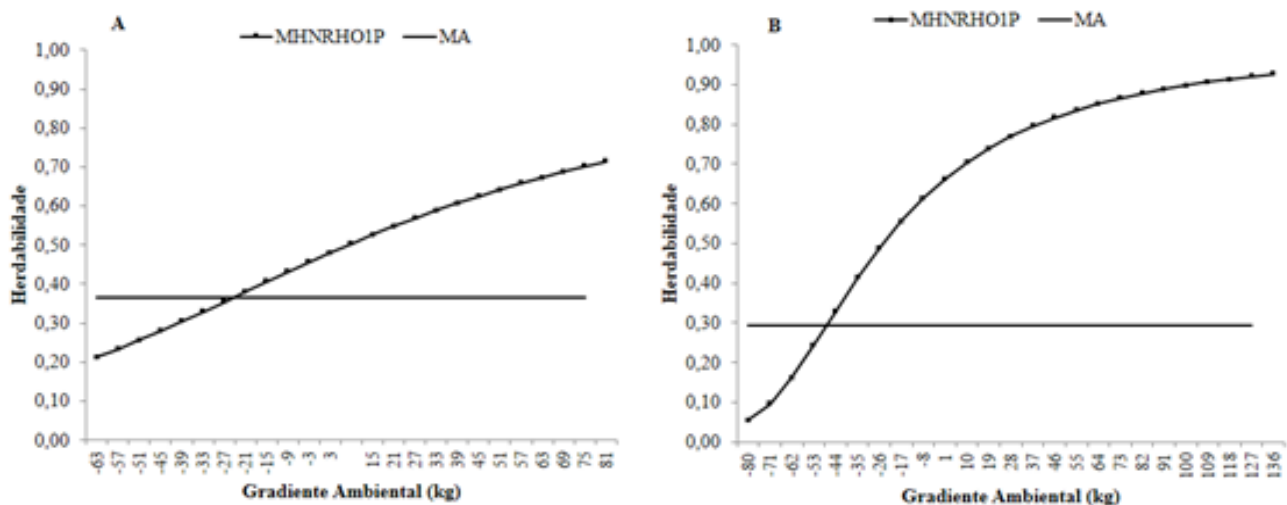 A
MHNRHO1P MA
1,00
0,90
0,80
0,70
0,60
0,50
0,40
0,30
0,20
0,10
0,00
Herdabilidade
-63 -57 -51 -45 -39 -33 -27 -21 -15 -9 -3 3 15 21 27 33 39 45 51 57 63 69 75 81
Gradiente Ambiental (kg)
B
MHNRHO1P MA
1,00
0,90
0,80
0,70
0,60
0,50
0,40
0,30
0,20
0,10
0,00
Herdabilidade
-80 -71 -62 -53 -44 -35 -26 -17 -8 1 10 19 28 37 46 55 64 73 82 91 100 109 118 127 136
Gradiente Ambiental (kg)